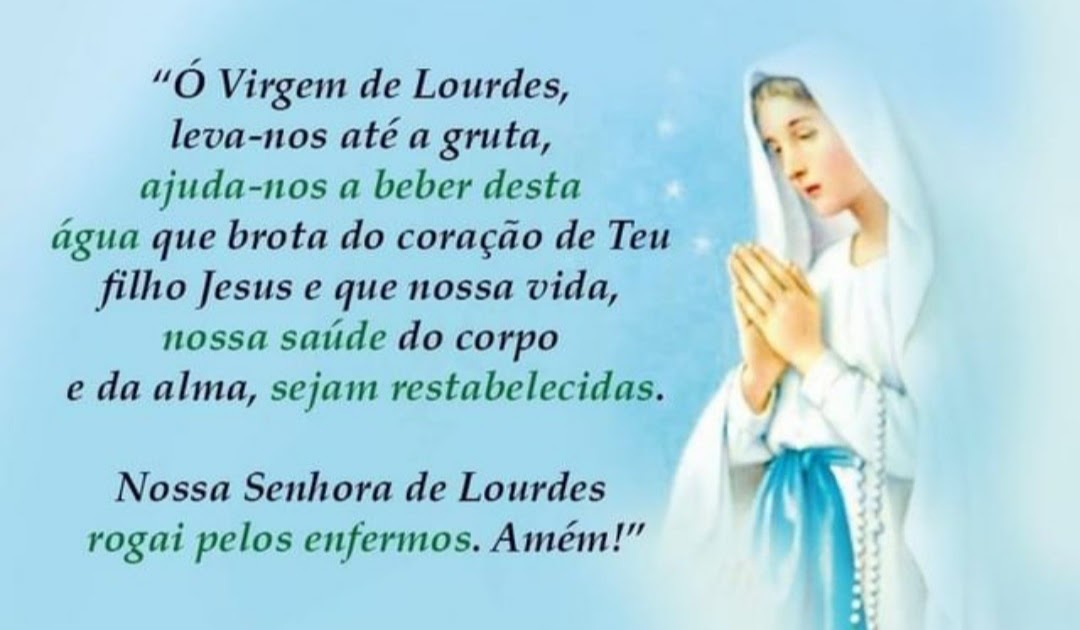 “Ó Virgem de Lourdes,
leva-nos até a gruta,
ajuda-nos a beber desta
água que brota do coração de Teu
filho Jesus e que nossa vida,
nossa saúde do corpo
e da alma, sejam restabelecidas.
Nossa Senhora de Lourdes
rogai pelos enfermos. Amém!”